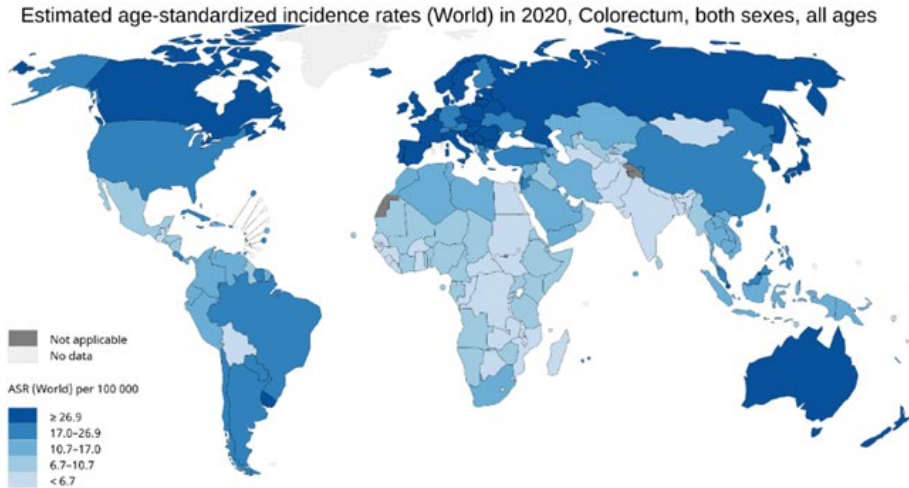 Estimated age-standardized incidence rates (World) in 2020, Colorectum, both sexes, all ages
Not applicable
No data
ASR (World) per 100 000
≥ 26.9
17.0–26.9
10.7–17.0
6.7–10.7
< 6.7